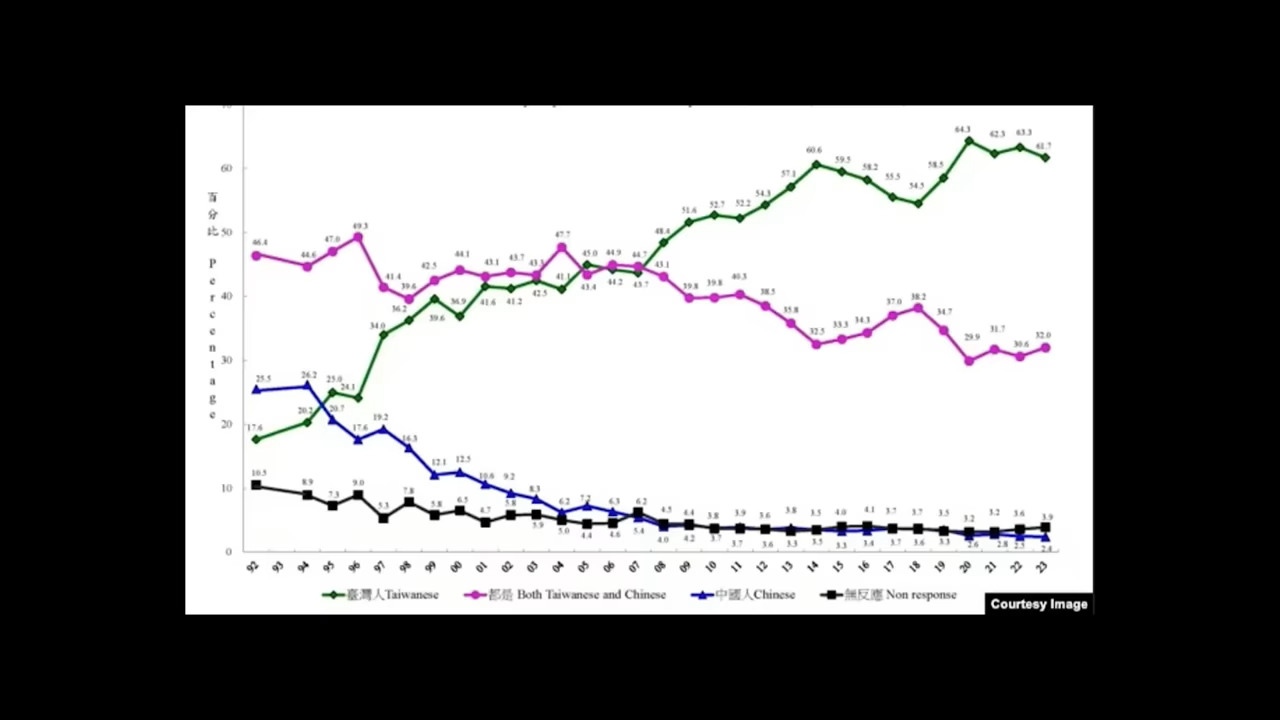 60.6 59.5 58.2 57.1 55.5 54.5 58.5 64.3 62.3 63.3 61.7
60
百分比 Percentage
50
46.4 44.6 47.0 49.3 41.4 39.6 42.5 44.1 43.1 43.7 43.3 47.7 45.0 44.9 44.7 48.4 51.6 52.7 52.2 54.3
40
36.2 39.6 36.9 41.6 41.2 42.5 41.1 43.4 44.2 43.7 43.1 39.8 39.8 40.3 38.5 35.8 32.5 33.3 34.3 37.0 38.2 34.7 29.9 31.7 30.6 32.0
34.0
30
25.5 26.2 25.0 24.1
17.6 20.2 20.7 17.6 19.2 16.3
20
12.1 12.5 10.6 9.2 8.3 6.2 7.2 6.3 6.2 4.5 4.4 3.8 3.9 3.6 3.8 3.5 4.0 4.1 3.7 3.7 3.5 3.2 3.2 3.6 3.9
10
10.5 8.9 7.3 9.0 5.3 7.8 5.8 6.5 4.7 5.8 5.9 5.0 4.4 4.6 5.4 4.0 4.2 3.7 3.7 3.6 3.3 3.5 3.3 3.4 3.7 3.6 3.3 2.6 2.8 2.5 2.4
0
92 93 94 95 96 97 98 99 00 01 02 03 04 05 06 07 08 09 10 11 12 13 14 15 16 17 18 19 20 21 22 23
臺灣人Taiwanese 都是 Both Taiwanese and Chinese 中國人Chinese 無反應 Non response
Courtesy Image